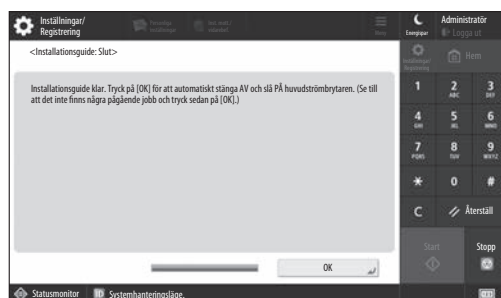 Inställningar/
Registrering
Administratör
Energispar
Logga ut
<Installationsguide: Slut>
Hem
Installationsguide klar. Tryck på [OK] för att automatiskt stänga AV och slå PÅ huvudströmbrytaren. (Se till
att det inte finns några pågående jobb och tryck sedan på [OK].)
1 2 3
ABC DEF
4 5 6
GHI JKL MNO
7 8 9
PQRS TUV WXYZ
* 0 #
C Återställ
Start Stopp
OK
Statusmonitor ID Systemhanteringsläge.